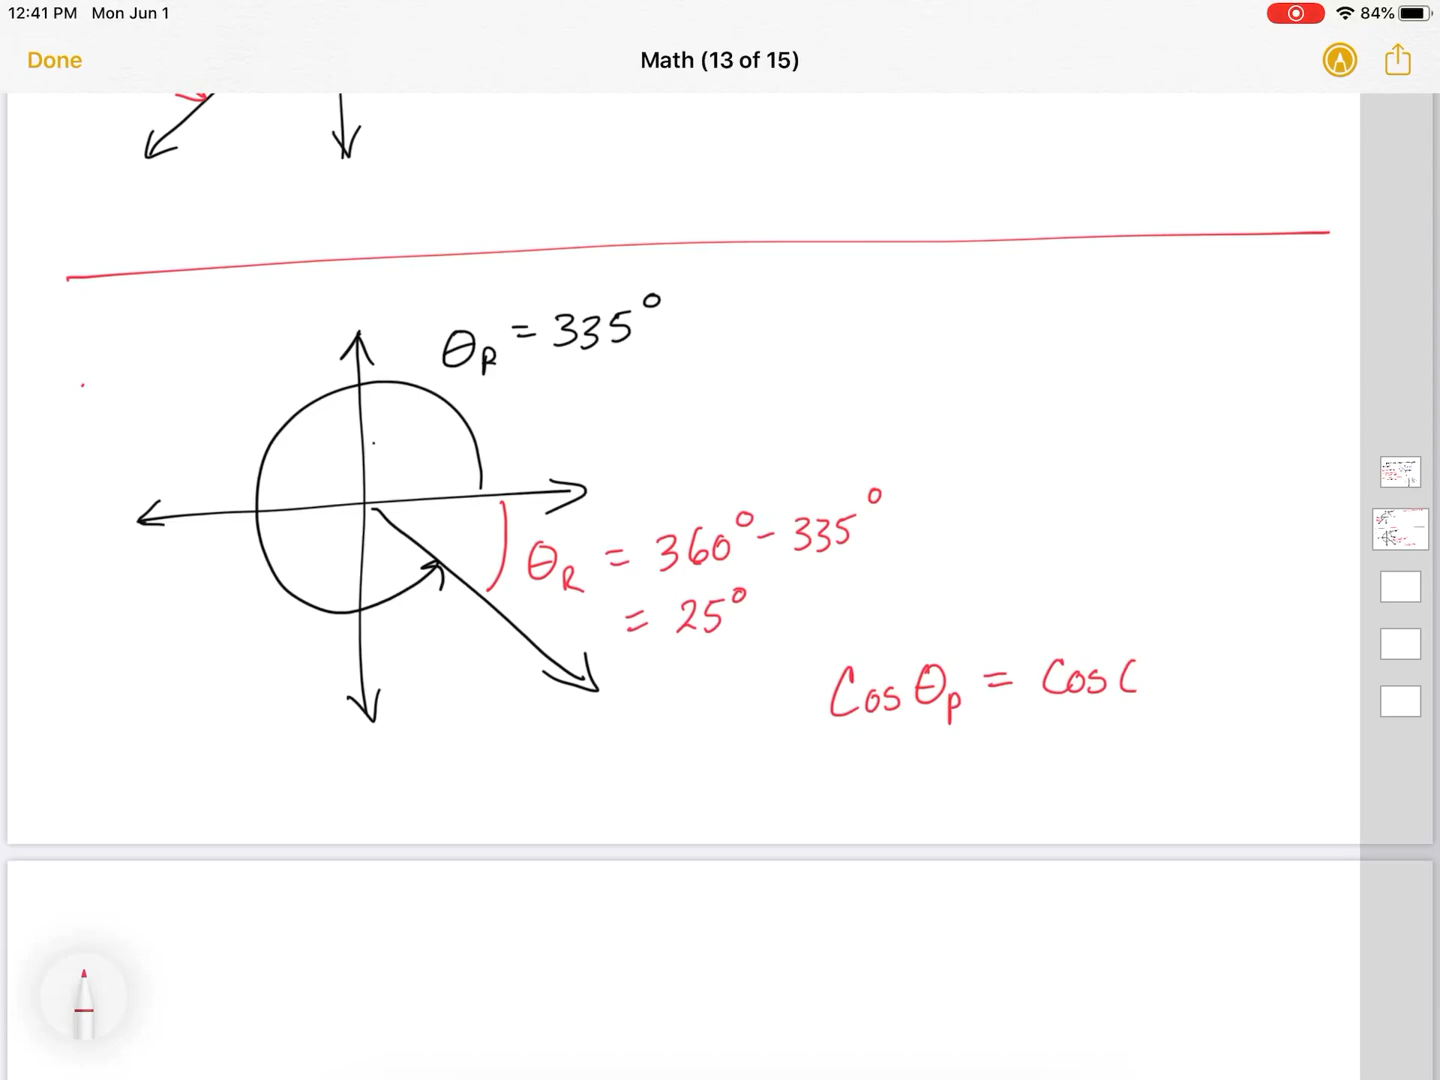 12:41 PM Mon Jun 1
84%
Done
Math (13 of 15)
θR = 335°
θR = 360° - 335°
= 25°
Cos θp = Cos (